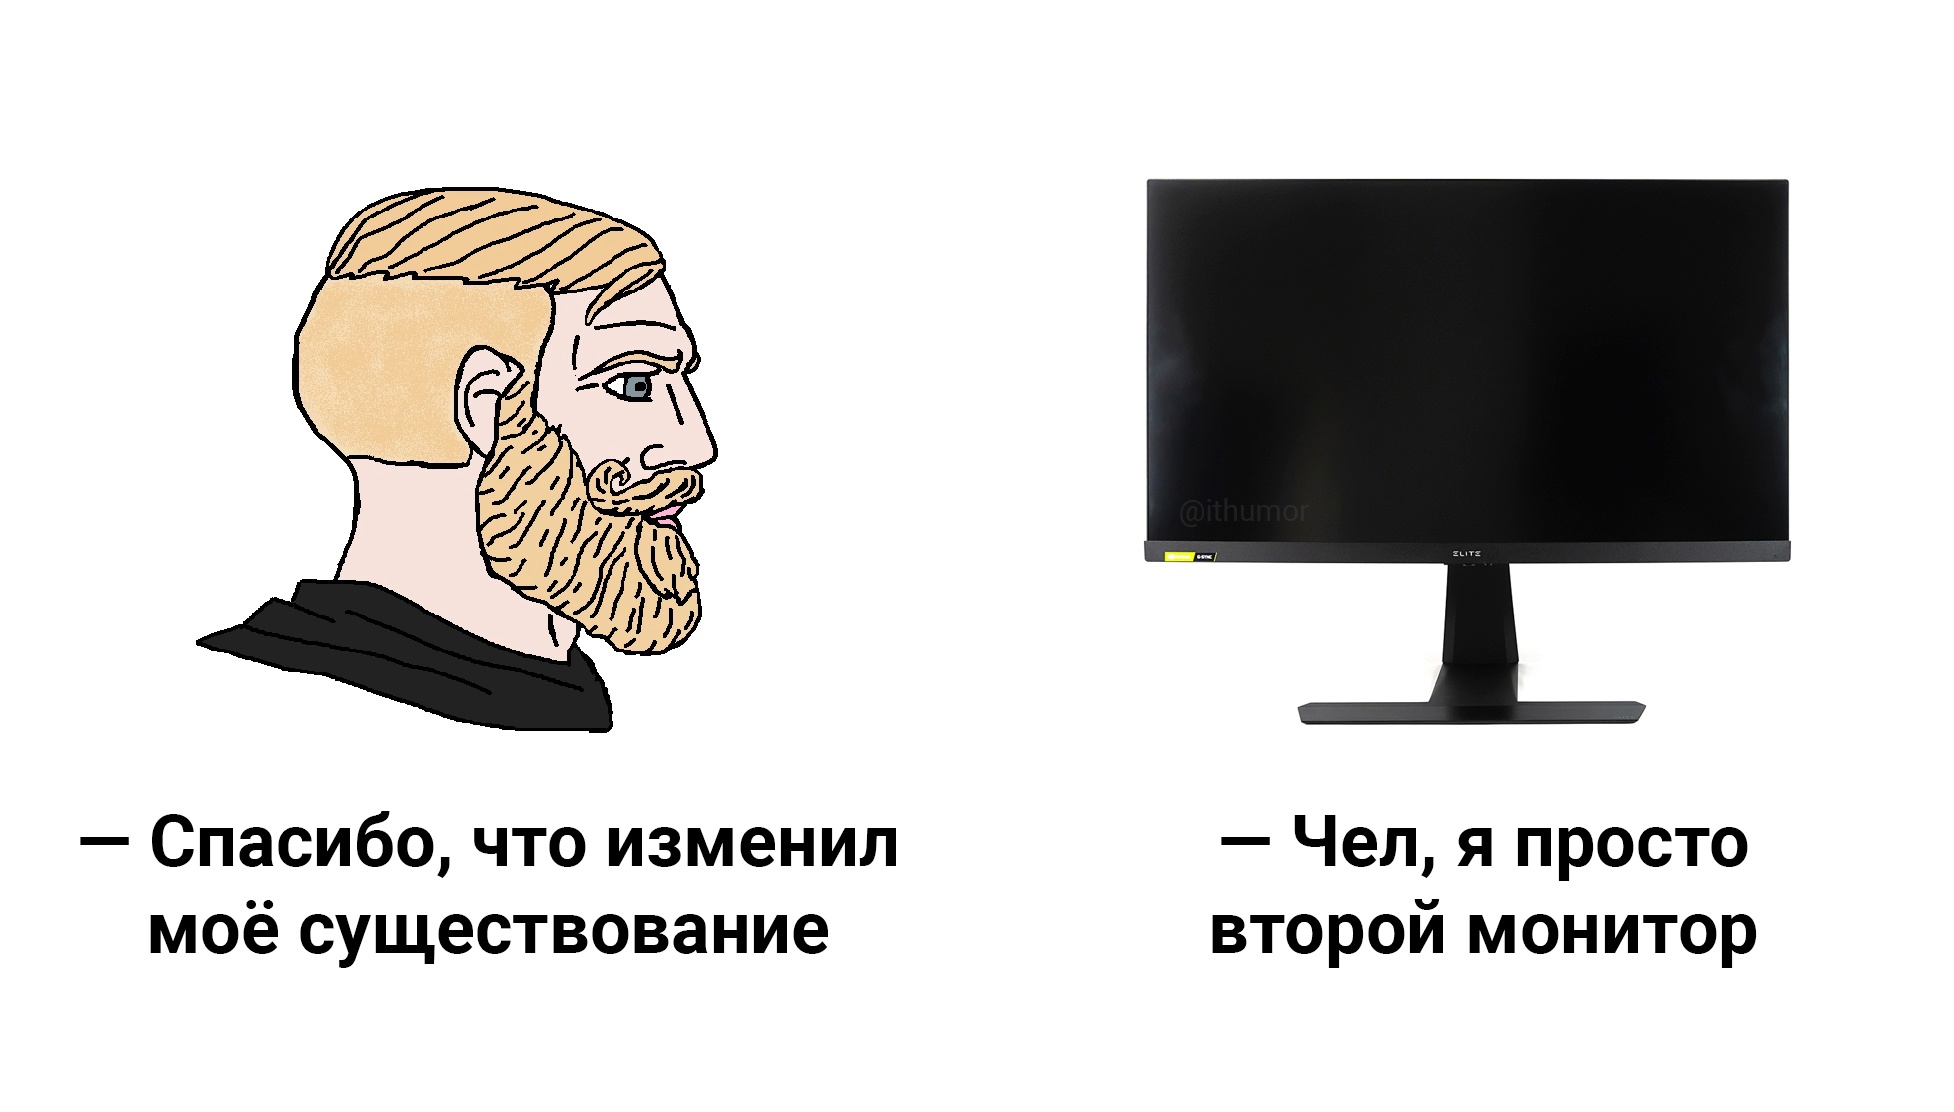 @ithumor
ELITE
— Спасибо, что изменил
моё существование
— Чел, я просто
второй монитор